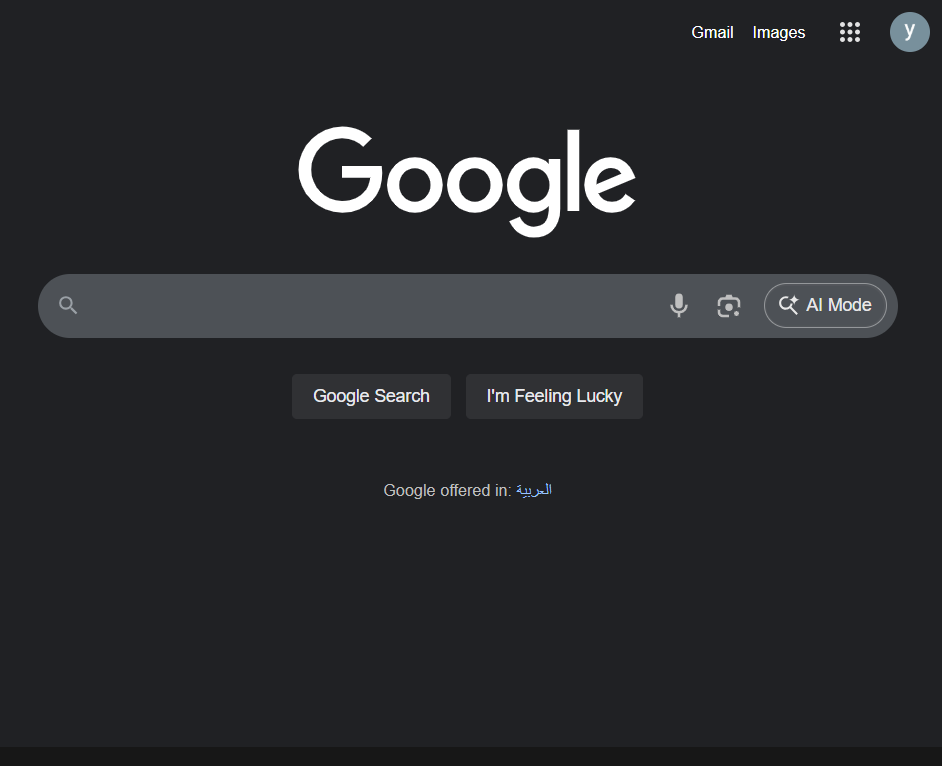 Gmail Images y
Google
AI Mode
Google Search I'm Feeling Lucky
Google offered in: العربية